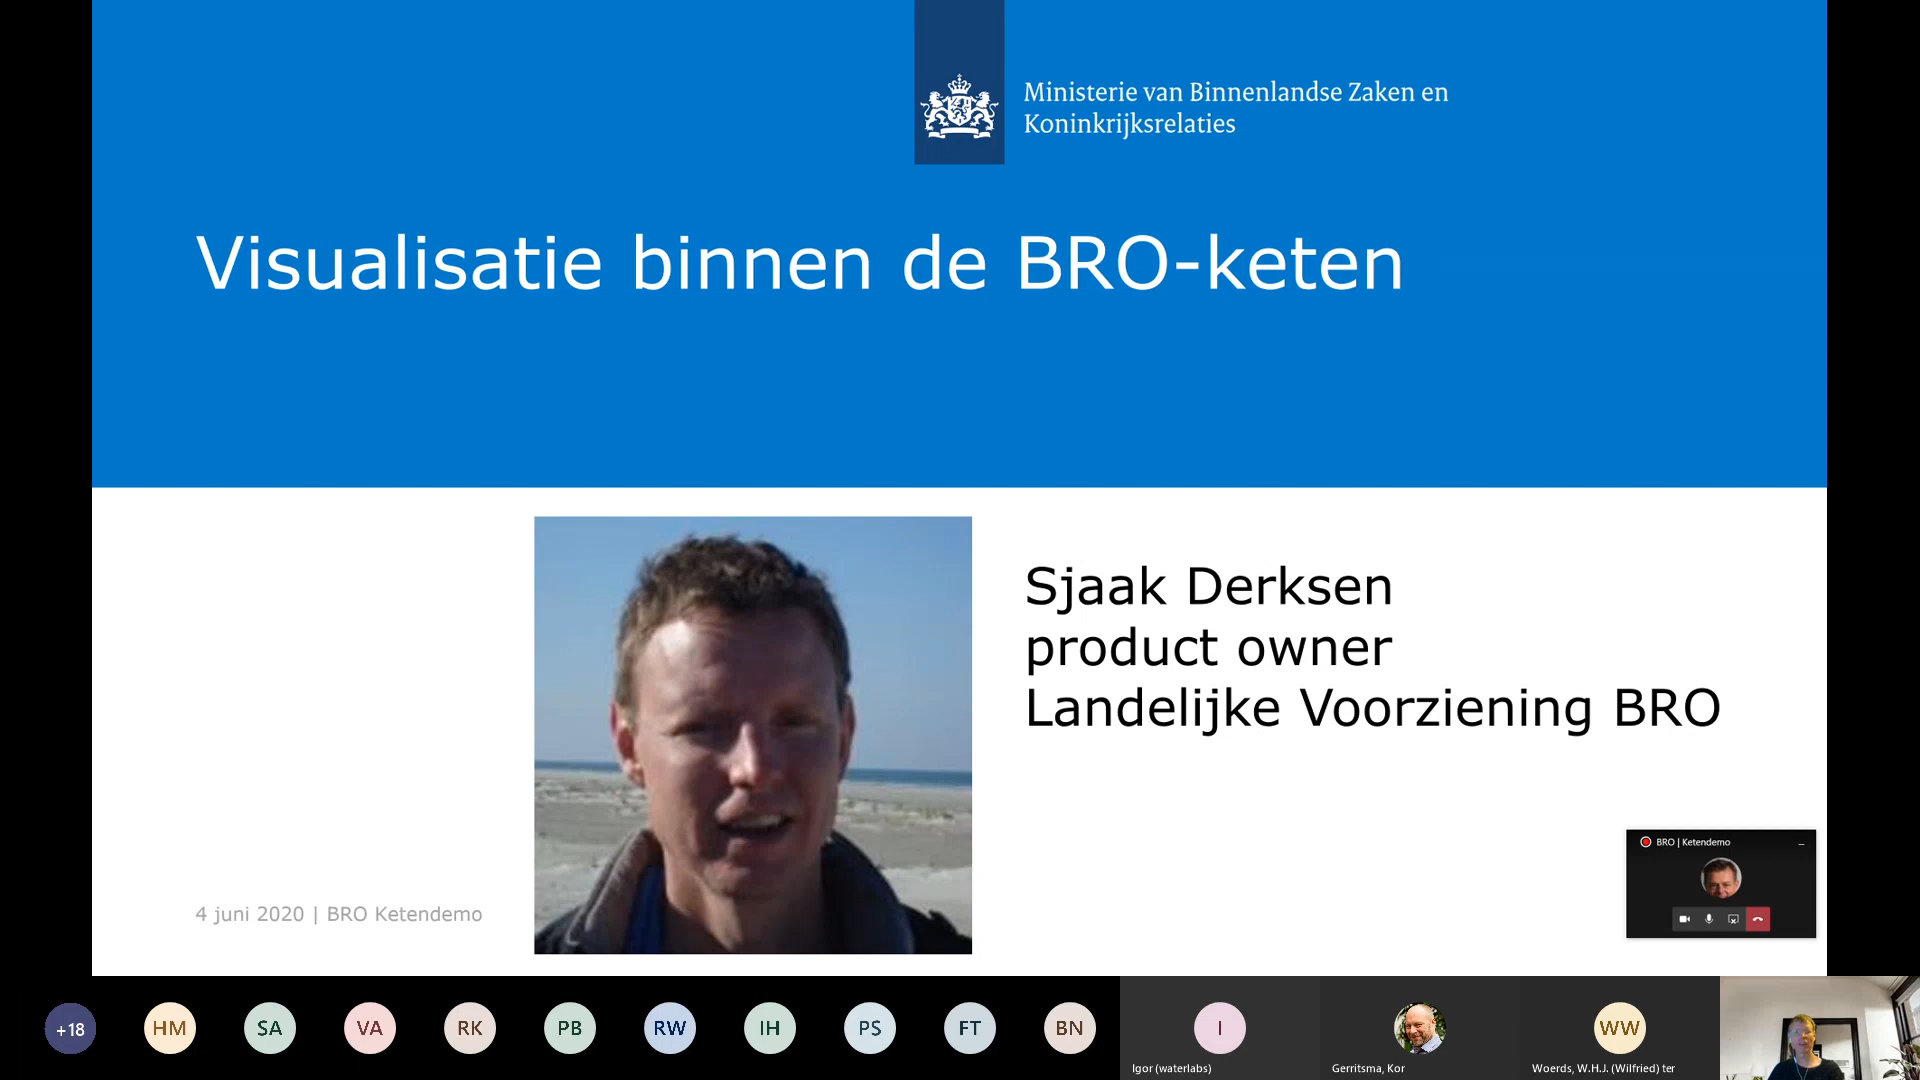 Ministerie van Binnenlandse Zaken en
Koninkrijksrelaties
Visualisatie binnen de BRO-keten
Sjaak Derksen
product owner
Landelijke Voorziening BRO
4 juni 2020 | BRO Ketendemo
BRO | Ketendemo
+18
HM
SA
VA
RK
PB
RW
IH
PS
FT
BN
I
WW
Igor (waterlabs)
Gerritsma, Kor
Woerds, W.H.J. (Wilfried) ter